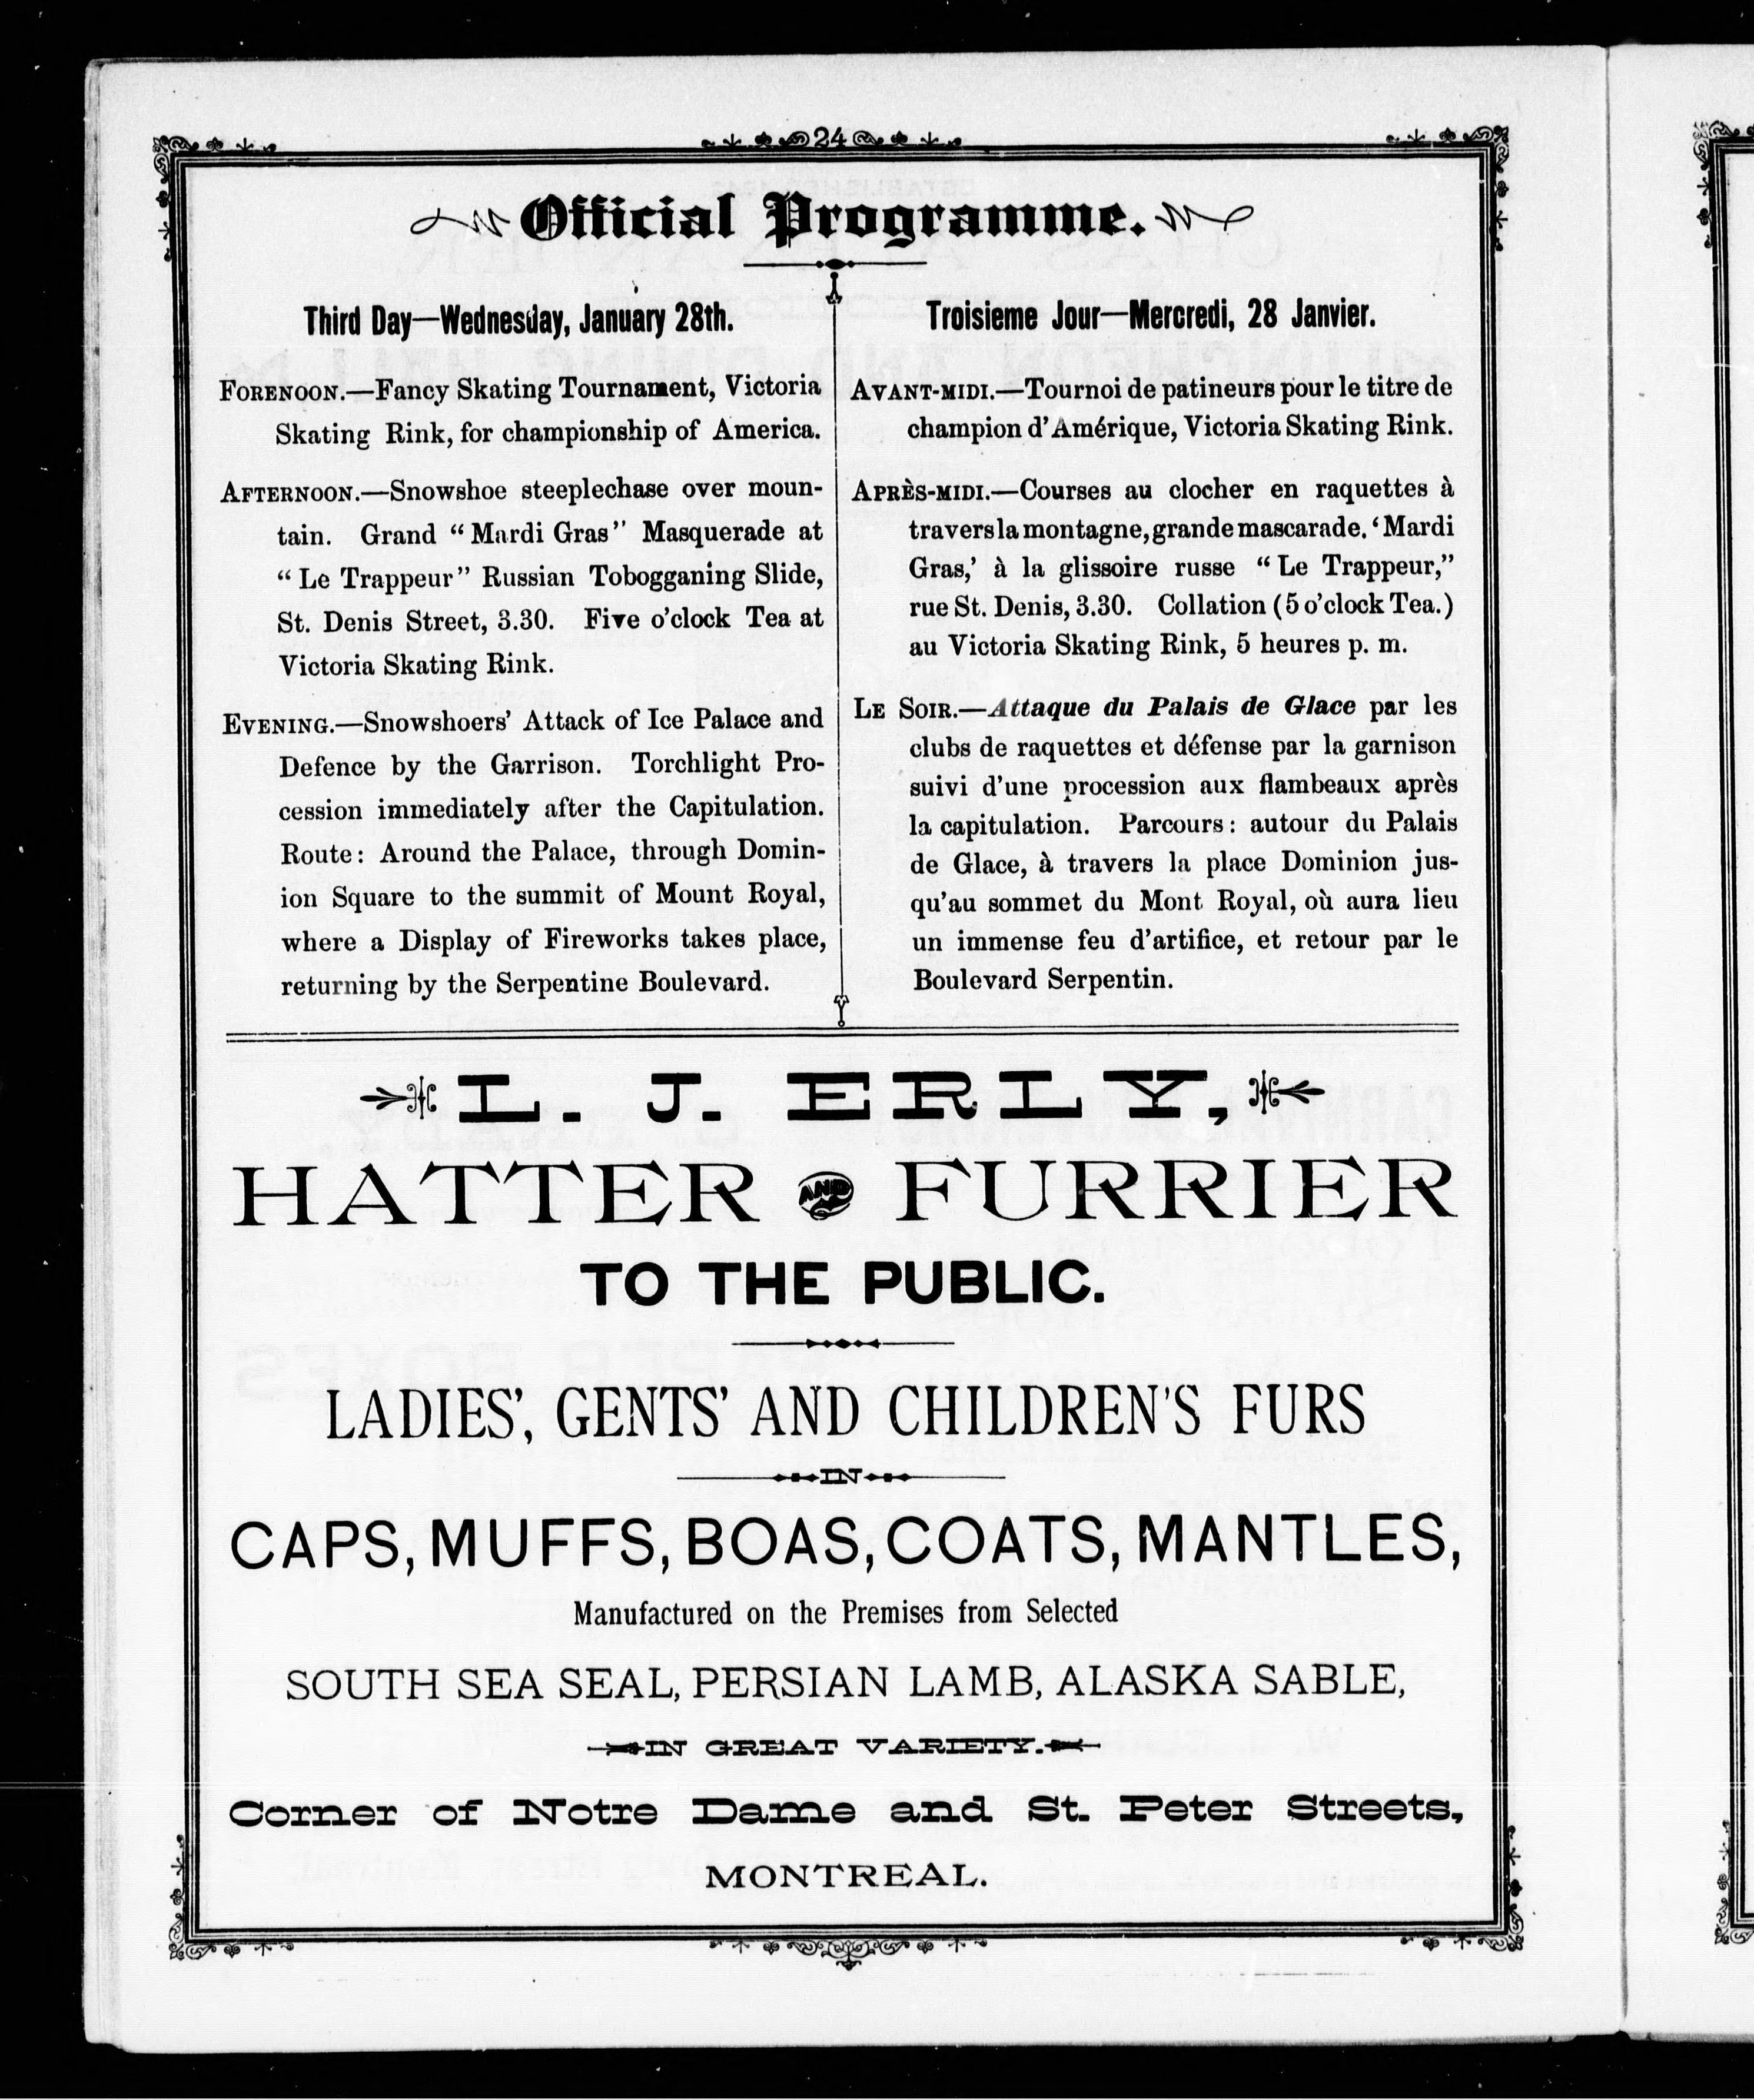 24
Official Programme.
Third Day—Wednesday, January 28th.
FORENOON.—Fancy Skating Tournament, Victoria
Skating Rink, for championship of America.
AFTERNOON.—Snowshoe steeplechase over moun-
tain. Grand “Mardi Gras” Masquerade at
“Le Trappeur” Russian Tobogganing Slide,
St. Denis Street, 3.30. Five o’clock Tea at
Victoria Skating Rink.
EVENING.—Snowshoers’ Attack of Ice Palace and
Defence by the Garrison. Torchlight Pro-
cession immediately after the Capitulation.
Route: Around the Palace, through Domin-
ion Square to the summit of Mount Royal,
where a Display of Fireworks takes place,
returning by the Serpentine Boulevard.
Troisieme Jour—Mercredi, 28 Janvier.
AVANT-MIDI.—Tournoi de patineurs pour le titre de
champion d’Amérique, Victoria Skating Rink.
APRÈS-MIDI.—Courses au clocher en raquettes à
travers la montagne, grande mascarade. ‘Mardi
Gras,’ à la glissoire russe “Le Trappeur,”
rue St. Denis, 3.30. Collation (5 o’clock Tea.)
au Victoria Skating Rink, 5 heures p. m.
LE SOIR.—Attaque du Palais de Glace par les
clubs de raquettes et défense par la garnison
suivi d’une procession aux flambeaux après
la capitulation. Parcours: autour du Palais
de Glace, à travers la place Dominion jus-
qu’au sommet du Mont Royal, où aura lieu
un immense feu d’artifice, et retour par le
Boulevard Serpentin.
L. J. ERLY,
HATTER AND FURRIER
TO THE PUBLIC.
LADIES’, GENTS’ AND CHILDREN’S FURS
IN
CAPS, MUFFS, BOAS, COATS, MANTLES,
Manufactured on the Premises from Selected
SOUTH SEA SEAL, PERSIAN LAMB, ALASKA SABLE,
IN GREAT VARIETY.
Corner of Notre Dame and St. Peter Streets,
MONTREAL.